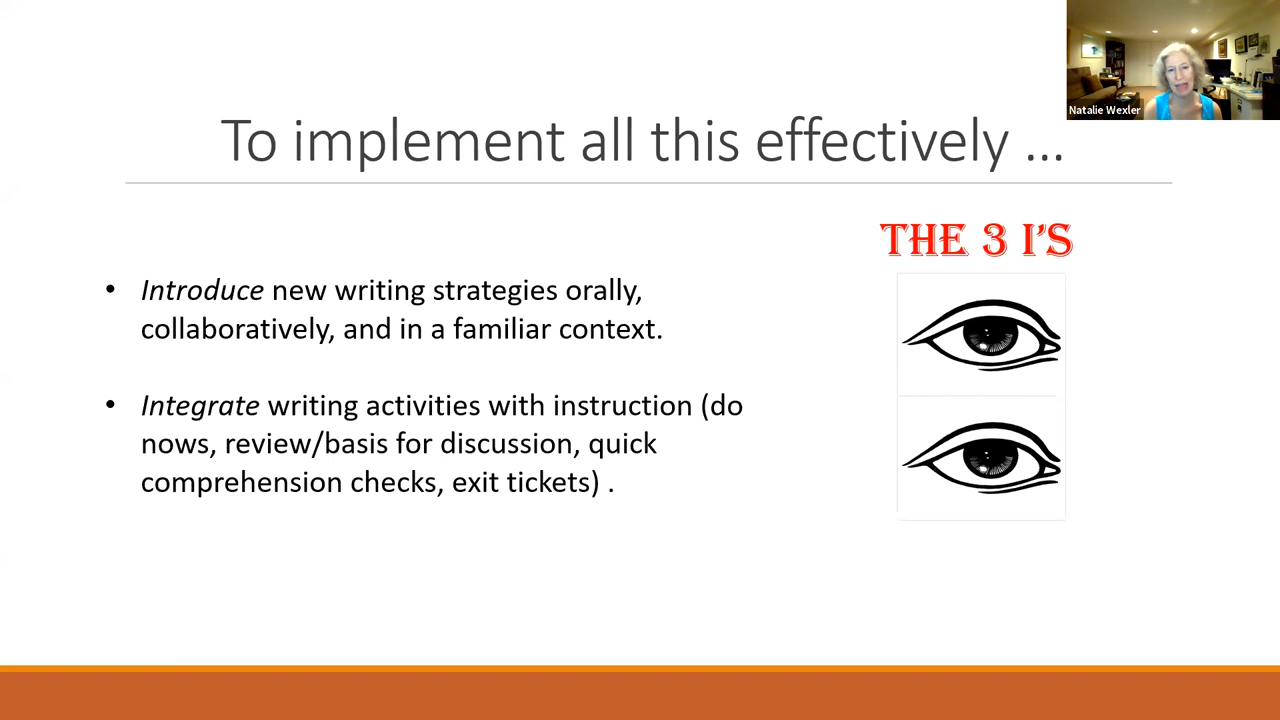 Natalie Wexler
To implement all this effectively ...
THE 3 I'S
• Introduce new writing strategies orally,
collaboratively, and in a familiar context.
• Integrate writing activities with instruction (do
nows, review/basis for discussion, quick
comprehension checks, exit tickets) .